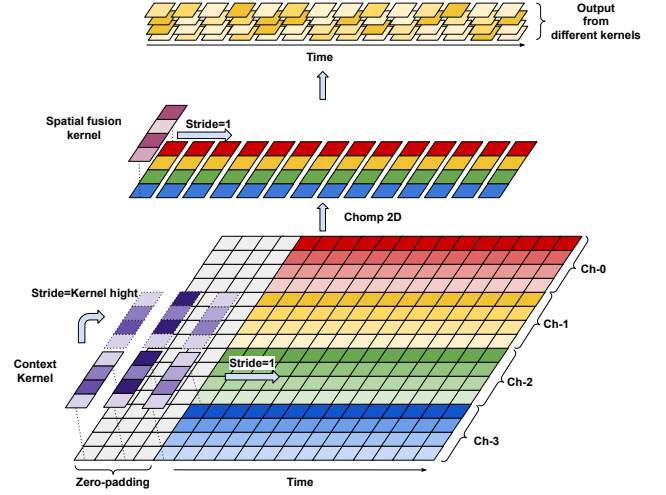 Output
from
different kernels
Time
Spatial fusion
kernel
Stride=1
Chomp 2D
Ch-0
Stride=Kernel hight
Ch-1
Context
Kernel
Stride=1
Ch-2
Ch-3
Zero-padding
Time